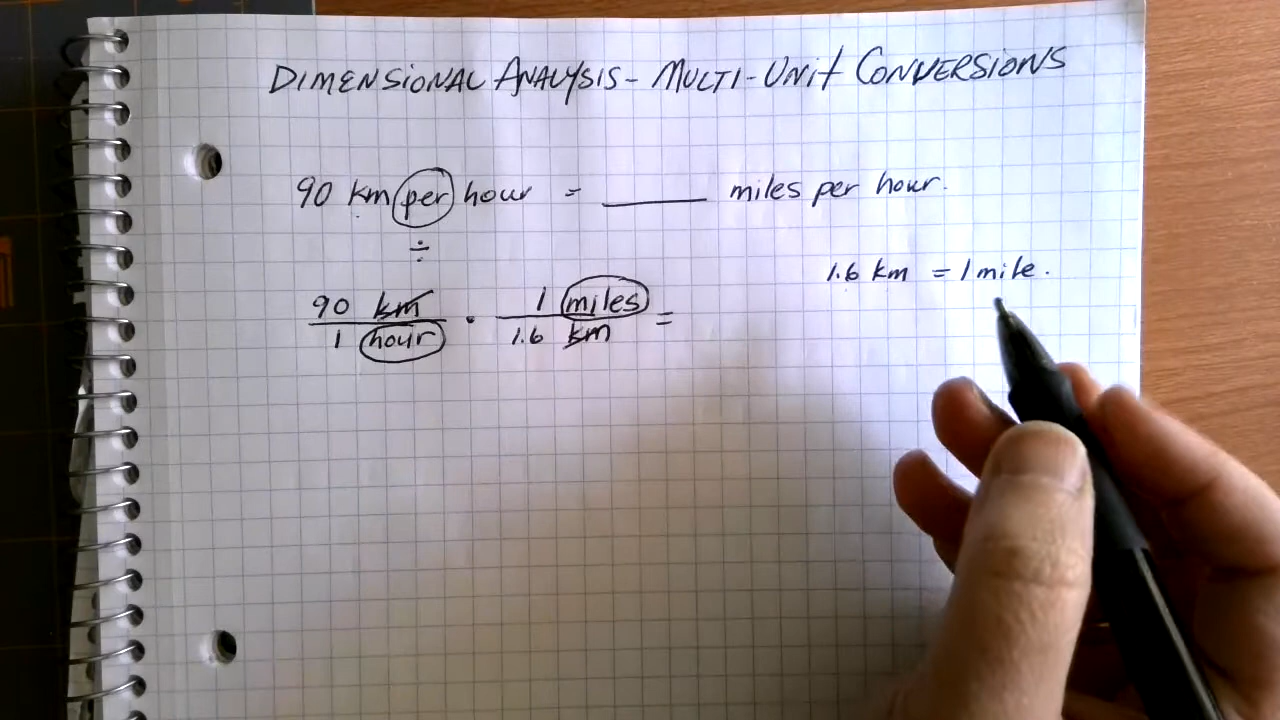 DIMENSIONAL ANALYSIS - MULTI-UNIT CONVERSIONS
90 km per hour = ______ miles per hour.
÷
1.6 km = 1 mile.
90 km / 1 hour · 1 miles / 1.6 km =